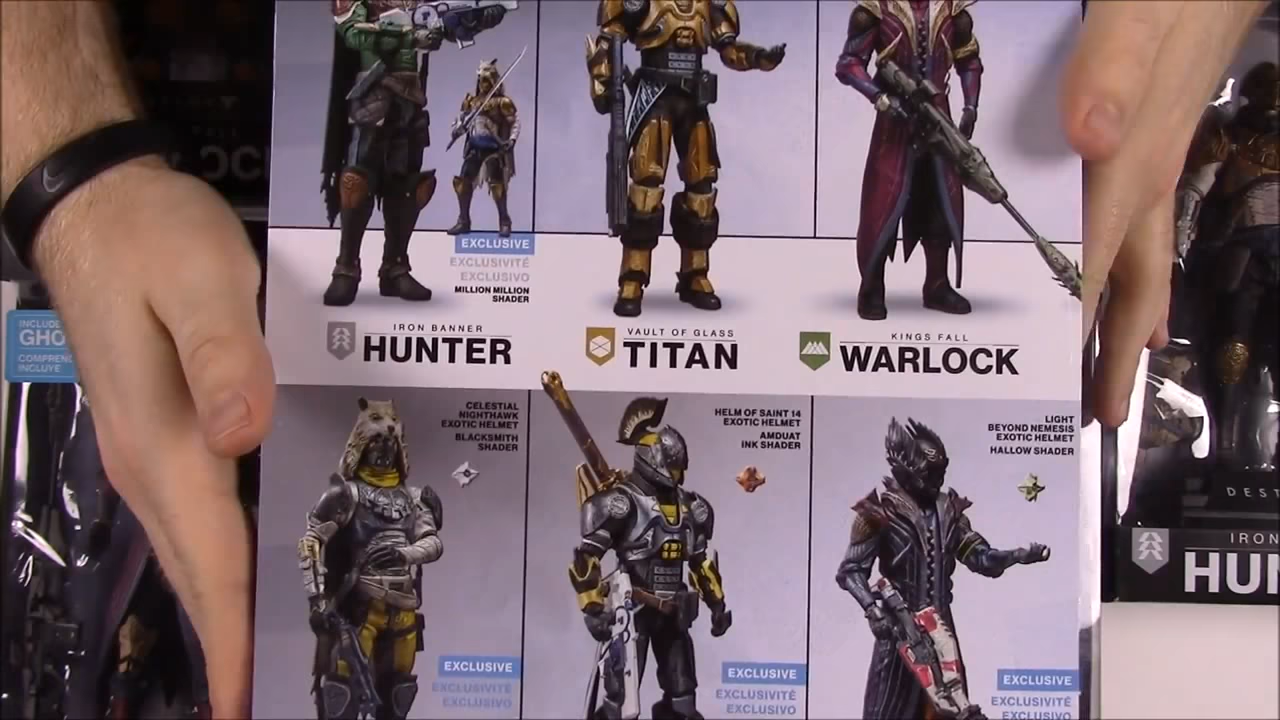 EXCLUSIVE
EXCLUSIVITÉ
EXCLUSIVO
MILLION MILLION
SHADER
IRON BANNER
HUNTER
VAULT OF GLASS
TITAN
KINGS FALL
WARLOCK
CELESTIAL
NIGHTHAWK
EXOTIC HELMET
BLACKSMITH
SHADER
EXCLUSIVE
EXCLUSIVITÉ
EXCLUSIVO
HELM OF SAINT 14
EXOTIC HELMET
AMDUAT
INK SHADER
EXCLUSIVE
EXCLUSIVITÉ
EXCLUSIVO
LIGHT
BEYOND NEMESIS
EXOTIC HELMET
HALLOW SHADER
EXCLUSIVE
EXCLUSIVITÉ
EXCLUSIVO
INCLUDE
GHO
COMPREN
INCLUYE
DEST
IRON
HUN